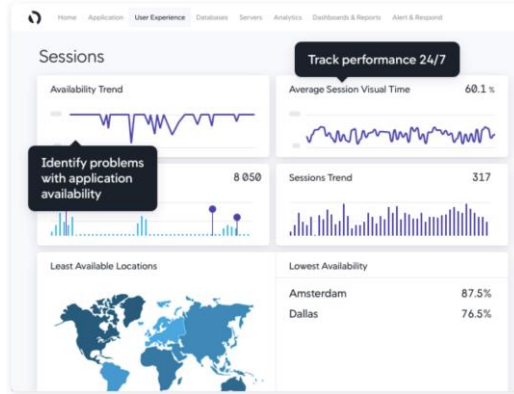 Home Application User Experience Databases Servers Analytics Dashboards & Reports Alert & Respond
Sessions
Track performance 24/7
Availability Trend
Average Session Visual Time 60.1 %
Identify problems
with application
availability
8 050
Sessions Trend 317
Least Available Locations
Lowest Availability
Amsterdam 87.5%
Dallas 76.5%